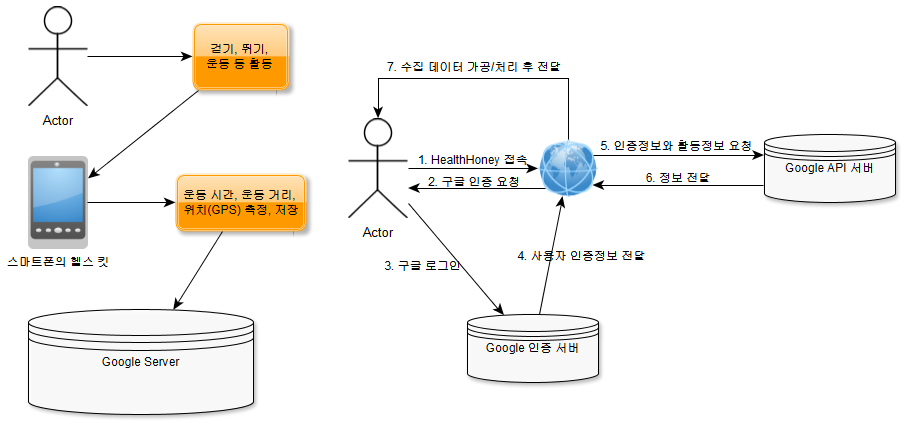 걷기, 뛰기,
운동 등 활동
Actor
스마트폰의 헬스 킷
운동 시간, 운동 거리,
위치(GPS) 측정, 저장
Google Server
7. 수집 데이터 가공/처리 후 전달
Actor
1. HealthHoney 접속
2. 구글 인증 요청
3. 구글 로그인
4. 사용자 인증정보 전달
Google 인증 서버
5. 인증정보와 활동정보 요청
6. 정보 전달
Google API 서버